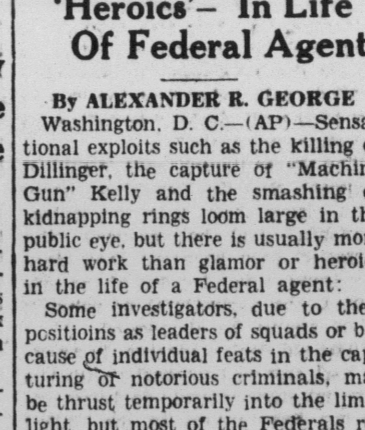 'Heroics'— In Life
Of Federal Agent
By ALEXANDER R. GEORGE
Washington, D. C.—(AP)—Sensa
tional exploits such as the killing
Dillinger, the capture of "Machin
Gun" Kelly and the smashing
kidnapping rings loom large in th
public eye, but there is usually mo
hard work than glamor or heroi
in the life of a Federal agent:
Some investigators, due to the
positioins as leaders of squads or b
cause of individual feats in the cap
turing of notorious criminals, ma
be thrust temporarily into the lim
light, but most of the Federals